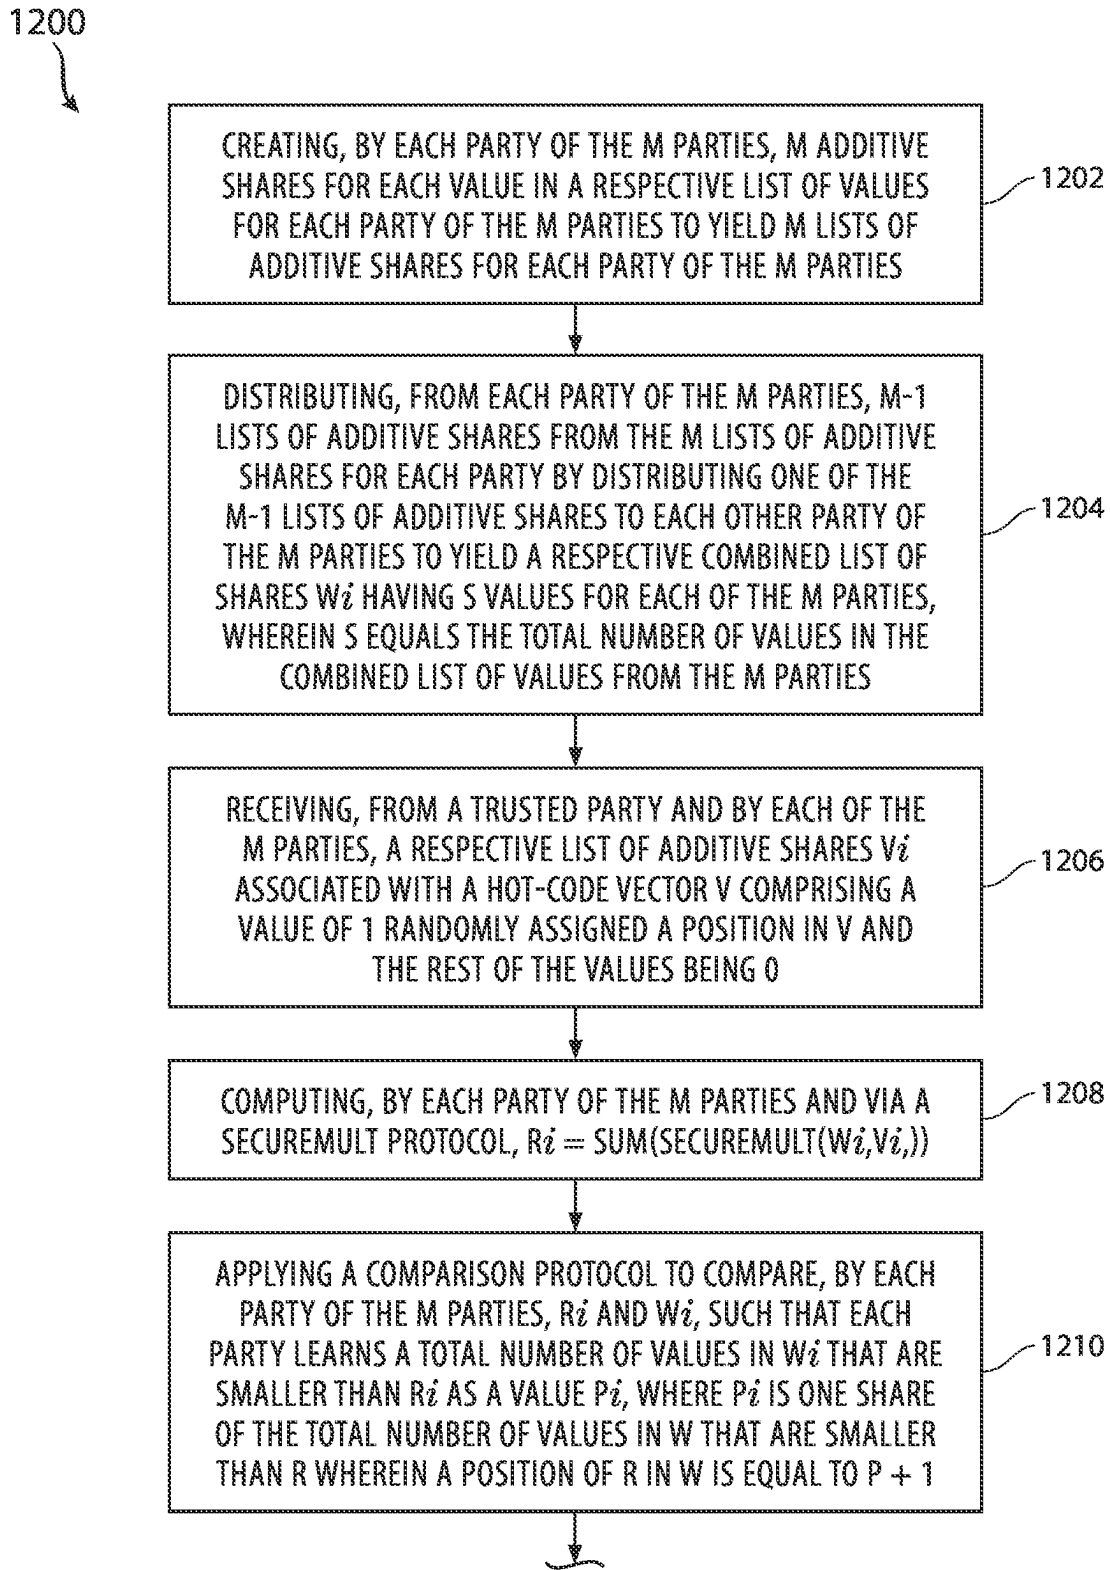 1200
CREATING, BY EACH PARTY OF THE M PARTIES, M ADDITIVE
SHARES FOR EACH VALUE IN A RESPECTIVE LIST OF VALUES
FOR EACH PARTY OF THE M PARTIES TO YIELD M LISTS OF
ADDITIVE SHARES FOR EACH PARTY OF THE M PARTIES
1202
DISTRIBUTING, FROM EACH PARTY OF THE M PARTIES, M-1
LISTS OF ADDITIVE SHARES FROM THE M LISTS OF ADDITIVE
SHARES FOR EACH PARTY BY DISTRIBUTING ONE OF THE
M-1 LISTS OF ADDITIVE SHARES TO EACH OTHER PARTY OF
THE M PARTIES TO YIELD A RESPECTIVE COMBINED LIST OF
SHARES Wi HAVING S VALUES FOR EACH OF THE M PARTIES,
WHEREIN S EQUALS THE TOTAL NUMBER OF VALUES IN THE
COMBINED LIST OF VALUES FROM THE M PARTIES
1204
RECEIVING, FROM A TRUSTED PARTY AND BY EACH OF THE
M PARTIES, A RESPECTIVE LIST OF ADDITIVE SHARES Vi
ASSOCIATED WITH A HOT-CODE VECTOR V COMPRISING A
VALUE OF 1 RANDOMLY ASSIGNED A POSITION IN V AND
THE REST OF THE VALUES BEING 0
1206
COMPUTING, BY EACH PARTY OF THE M PARTIES AND VIA A
SECUREMULT PROTOCOL, Ri = SUM(SECUREMULT(Wi,Vi,))
1208
APPLYING A COMPARISON PROTOCOL TO COMPARE, BY EACH
PARTY OF THE M PARTIES, Ri AND Wi, SUCH THAT EACH
PARTY LEARNS A TOTAL NUMBER OF VALUES IN Wi THAT ARE
SMALLER THAN Ri AS A VALUE Pi, WHERE Pi IS ONE SHARE
OF THE TOTAL NUMBER OF VALUES IN W THAT ARE SMALLER
THAN R WHEREIN A POSITION OF R IN W IS EQUAL TO P + 1
1210